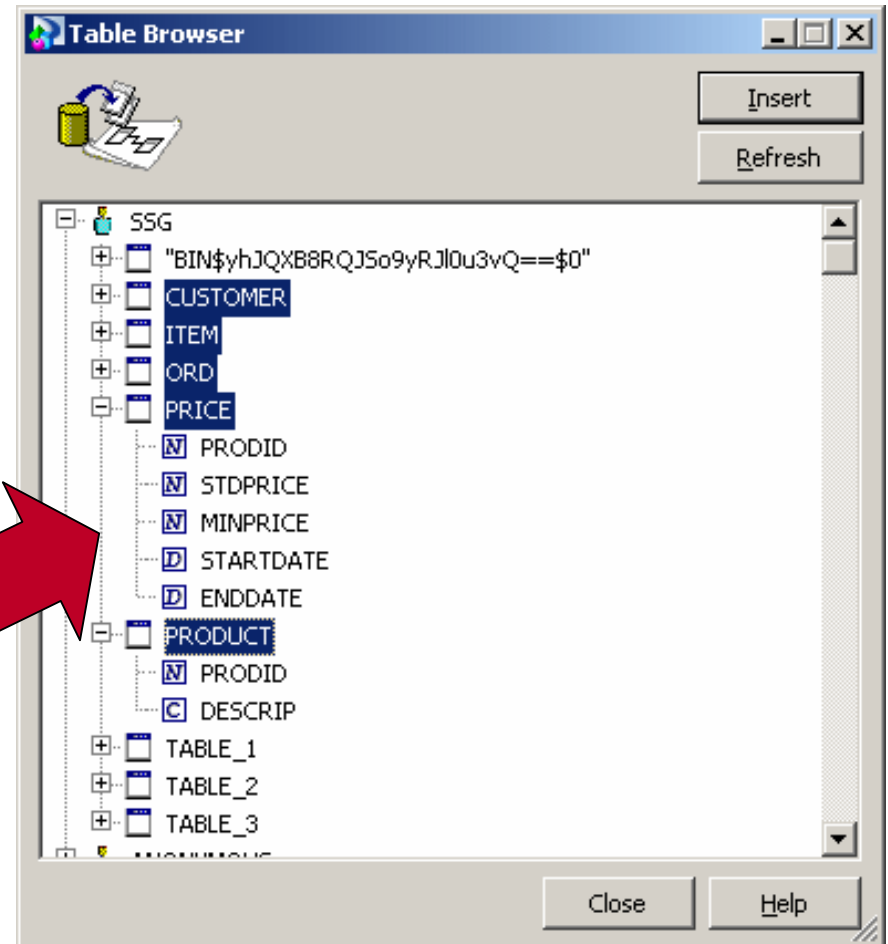 Table Browser
Insert
Refresh
SSG
"BIN$yhJQXB8RQJSo9yRJl0u3vQ==$0"
CUSTOMER
ITEM
ORD
PRICE
N PRODID
N STDPRICE
N MINPRICE
D STARTDATE
D ENDDATE
PRODUCT
N PRODID
C DESCRIP
TABLE_1
TABLE_2
TABLE_3
Close Help